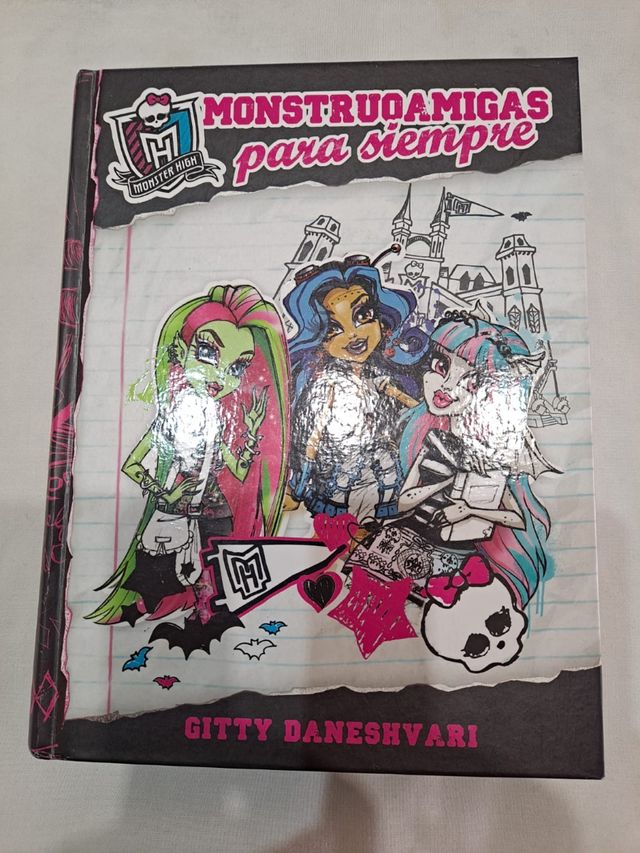 MONSTRUOAMIGAS
para siempre
MONSTER HIGH
GITTY DANESHVARI